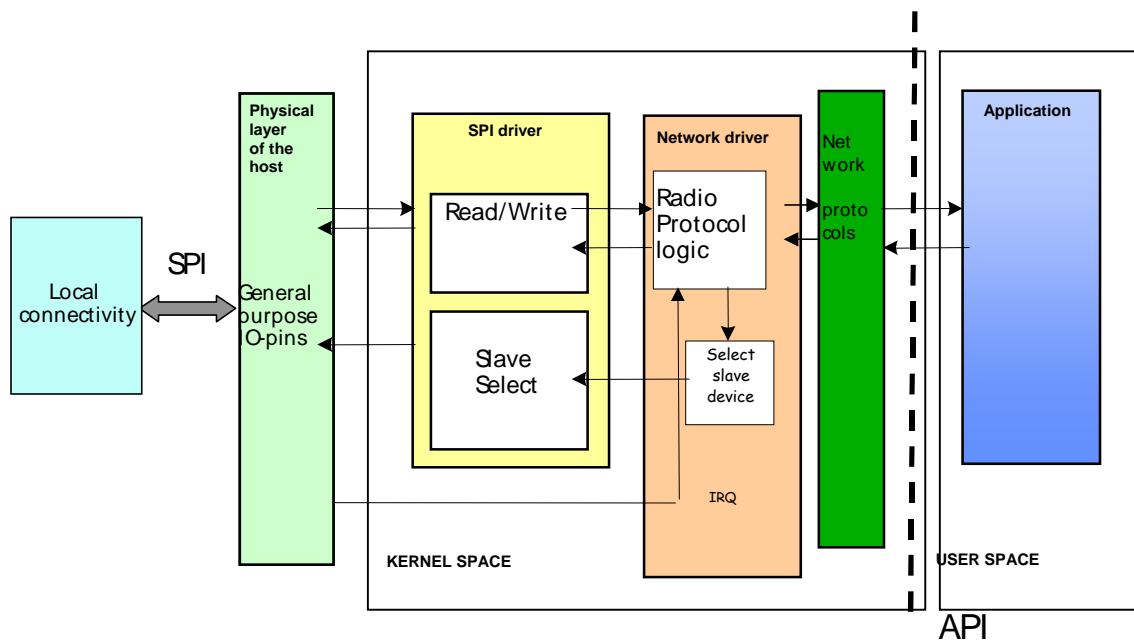 Local
connectivity
SPI
Physical
layer
of the
host
General
purpose
IO-pins
SPI driver
Read/Write
Slave
Select
Network driver
Radio
Protocol
logic
Select
slave
device
IRQ
KERNEL SPACE
Net
work
proto
cols
Application
USER SPACE
API